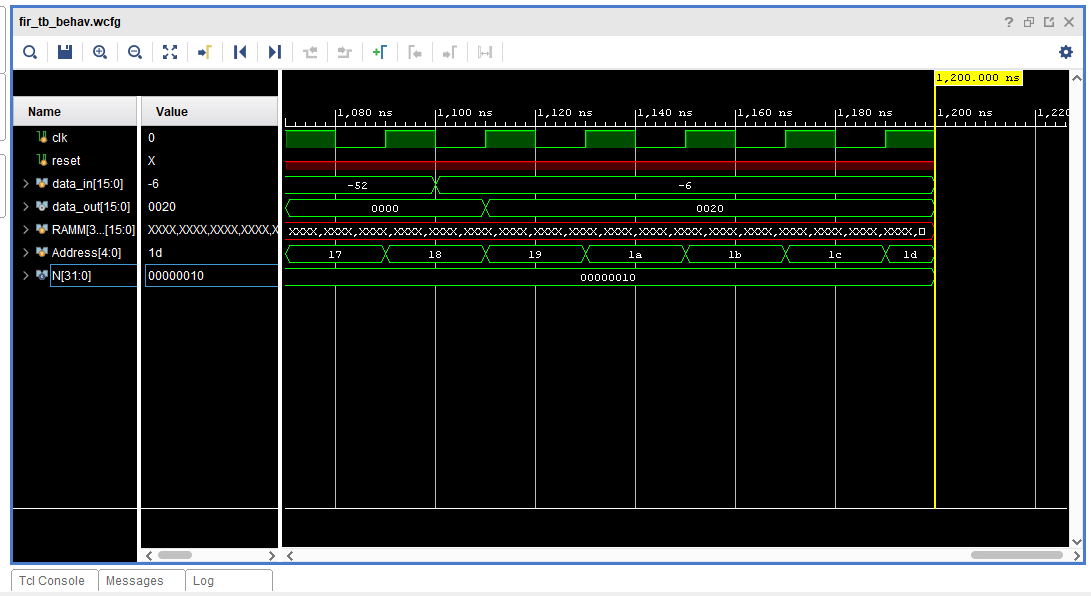 fir_tb_behav.wcfg
1,200.000 ns
Name Value
1,080 ns 1,100 ns 1,120 ns 1,140 ns 1,160 ns 1,180 ns 1,200 ns 1,220
clk 0
reset X
data_in[15:0] -6 -52 -6
data_out[15:0] 0020 0000 0020
RAMM[3...[15:0] XXXX,XXXX,XXXX,XXXX,X XXXX,XXXX,XXXX,XXXX,XXXX,XXXX,XXXX,XXXX,XXXX,XXXX,XXXX,XXXX,XXXX,XXXX,XXXX,XXXX,XXXX,XXXX,
Address[4:0] 1d 17 18 19 1a 1b 1c 1d
N[31:0] 00000010 00000010
Tcl Console Messages Log